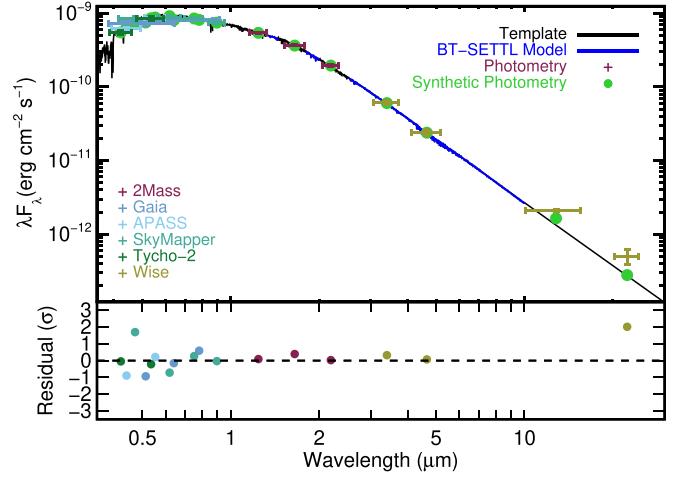 10⁻⁹
10⁻¹⁰
10⁻¹¹
10⁻¹²
λF_λ(erg cm⁻² s⁻¹)
Template
BT−SETTL Model
Photometry
Synthetic Photometry
+ 2Mass
+ Gaia
+ APASS
+ SkyMapper
+ Tycho−2
+ Wise
3
2
1
0
−1
−2
−3
Residual (σ)
0.5 1 2 5 10
Wavelength (μm)